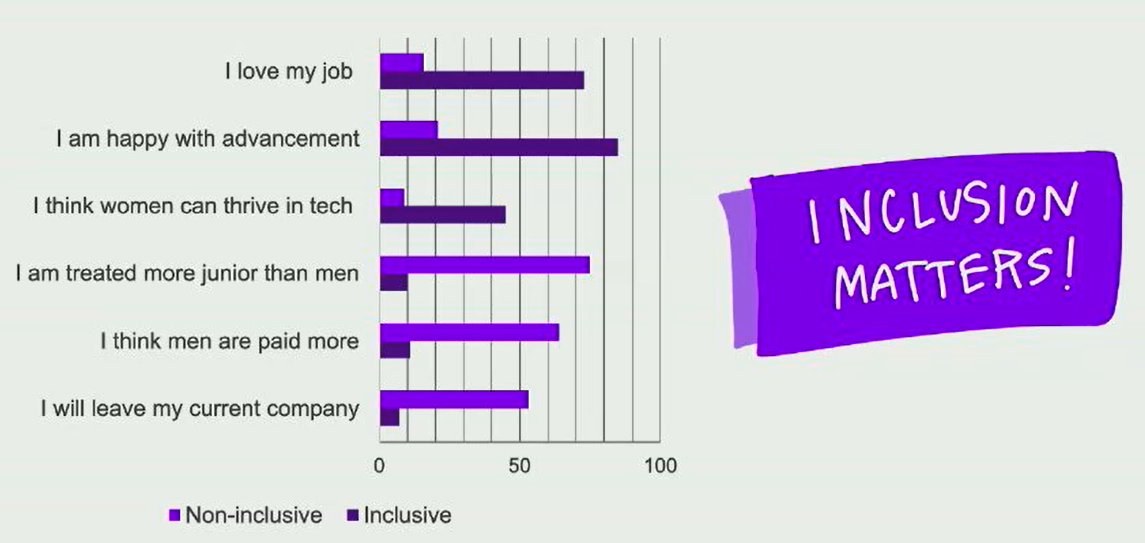 I love my job
I am happy with advancement
I think women can thrive in tech
I am treated more junior than men
I think men are paid more
I will leave my current company
0 50 100
Non-inclusive Inclusive
INCLUSION
MATTERS!